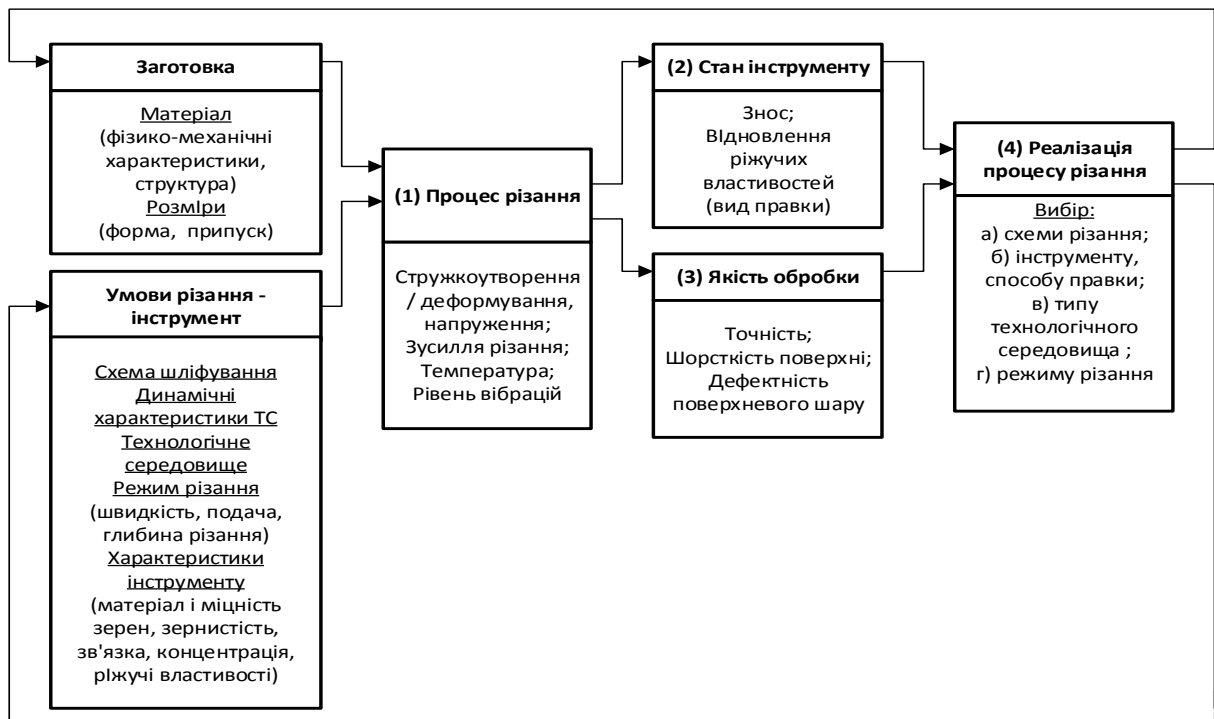 Заготовка
Матеріал
(фізико-механічні
характеристики,
структура)
Розміри
(форма, припуск)
Умови різання -
інструмент
Схема шліфування
Динамічні
характеристики ТС
Технологічне
середовище
Режим різання
(швидкість, подача,
глибина різання)
Характеристики
інструменту
(матеріал і міцність
зерен, зернистість,
зв'язка, концентрація,
ріжучі властивості)
(1) Процес різання
Стружкоутворення
/ деформування,
напруження;
Зусилля різання;
Температура;
Рівень вібрацій
(2) Стан інструменту
Знос;
Відновлення
ріжучих
властивостей
(вид правки)
(3) Якість обробки
Точність;
Шорсткість поверхні;
Дефектність
поверхневого шару
(4) Реалізація
процесу різання
Вибір:
а) схеми різання;
б) інструменту,
способу правки;
в) типу
технологічного
середовища ;
г) режиму різання